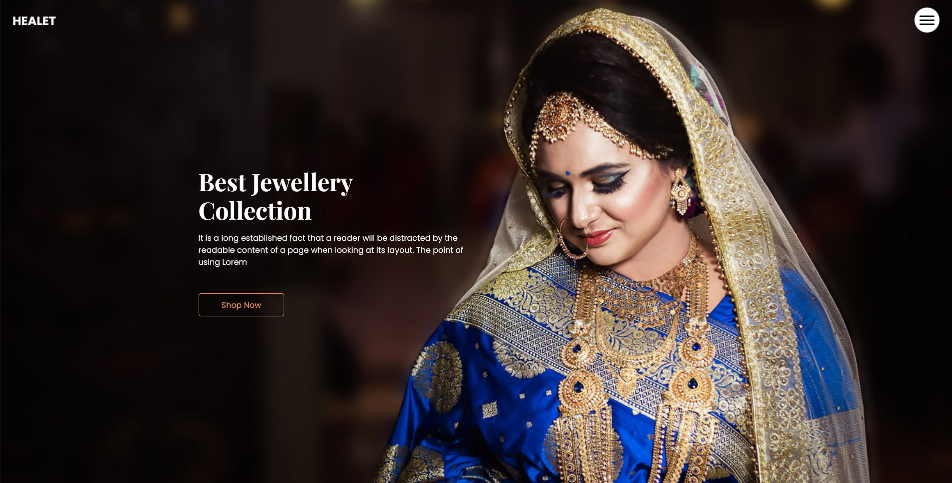 HEALET
Best Jewellery
Collection
It is a long established fact that a reader will be distracted by the
readable content of a page when looking at its layout. The point of
using Lorem
Shop Now